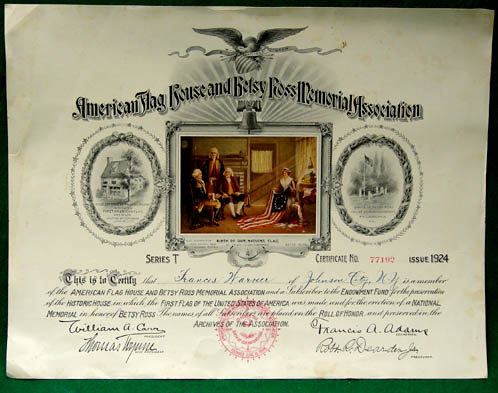 American Flag House and Betsy Ross Memorial Association
BIRTH OF OUR NATION'S FLAG
SERIES T CERTIFICATE NO. 77192 ISSUE 1924
This is to Certify that Francis Warner of Johnson City, N.Y. is a member
of the AMERICAN FLAG HOUSE AND BETSY ROSS MEMORIAL ASSOCIATION and a Subscriber to the ENDOWMENT FUND for the preservation
of the HISTORIC HOUSE in which the FIRST FLAG OF THE UNITED STATES OF AMERICA was made and for the erection of a NATIONAL
MEMORIAL in honor of BETSY ROSS. The names of all Subscribers are placed on the ROLL OF HONOR and preserved in the
ARCHIVES OF THE ASSOCIATION.
PRESIDENT
Francis A. Adams
SECRETARY
Thomas Wynne